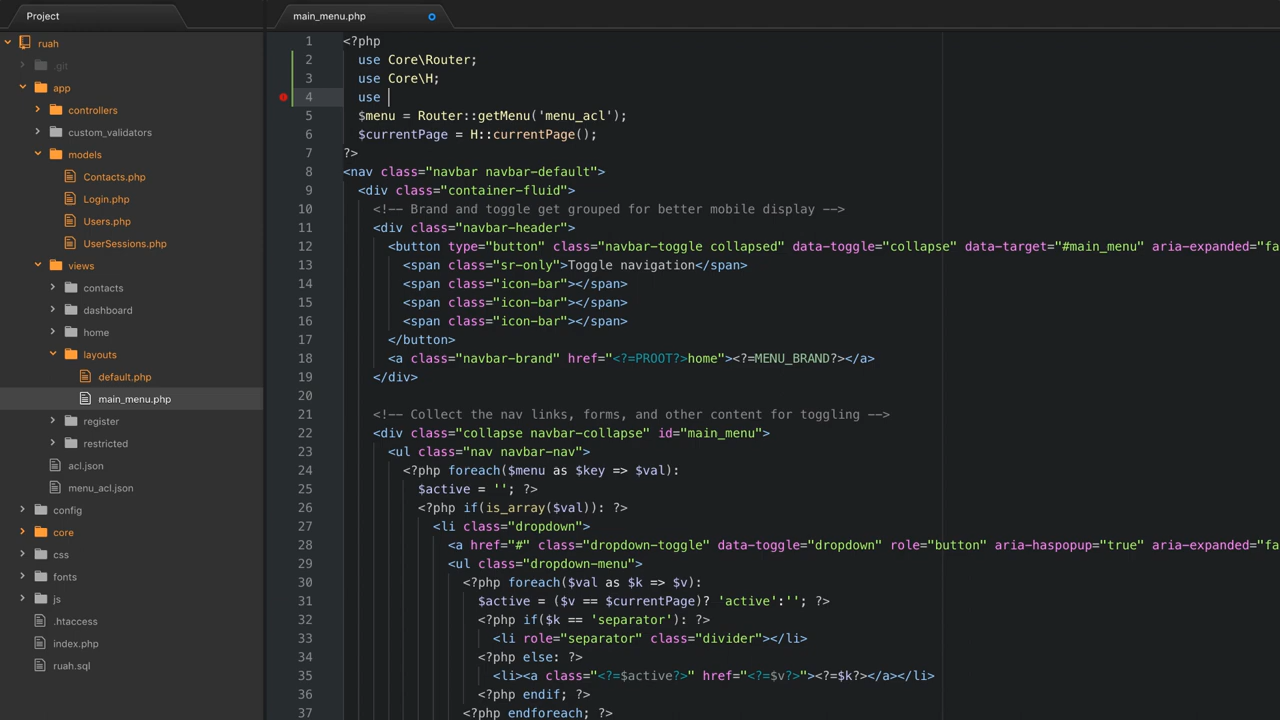 Project
ruah
.git
app
controllers
custom_validators
models
Contacts.php
Login.php
Users.php
UserSessions.php
views
contacts
dashboard
home
layouts
default.php
main_menu.php
register
restricted
acl.json
menu_acl.json
config
core
css
fonts
js
.htaccess
index.php
ruah.sql
main_menu.php
1 <?php
2 use Core\Router;
3 use Core\H;
4 use
5 $menu = Router::getMenu('menu_acl');
6 $currentPage = H::currentPage();
7 ?>
8 <nav class="navbar navbar-default">
9 <div class="container-fluid">
10 <!-- Brand and toggle get grouped for better mobile display -->
11 <div class="navbar-header">
12 <button type="button" class="navbar-toggle collapsed" data-toggle="collapse" data-target="#main_menu" aria-expanded="fa
13 <span class="sr-only">Toggle navigation</span>
14 <span class="icon-bar"></span>
15 <span class="icon-bar"></span>
16 <span class="icon-bar"></span>
17 </button>
18 <a class="navbar-brand" href="<?=PROOT?>home"><?=MENU_BRAND?></a>
19 </div>
20
21 <!-- Collect the nav links, forms, and other content for toggling -->
22 <div class="collapse navbar-collapse" id="main_menu">
23 <ul class="nav navbar-nav">
24 <?php foreach($menu as $key => $val):
25 $active = ''; ?>
26 <?php if(is_array($val)): ?>
27 <li class="dropdown">
28 <a href="#" class="dropdown-toggle" data-toggle="dropdown" role="button" aria-haspopup="true" aria-expanded="fa
29 <ul class="dropdown-menu">
30 <?php foreach($val as $k => $v):
31 $active = ($v == $currentPage)? 'active':''; ?>
32 <?php if($k == 'separator'): ?>
33 <li role="separator" class="divider"></li>
34 <?php else: ?>
35 <li><a class="<?=$active?>" href="<?=$v?>"><?=$k?></a></li>
36 <?php endif; ?>
37 <?php endforeach; ?>